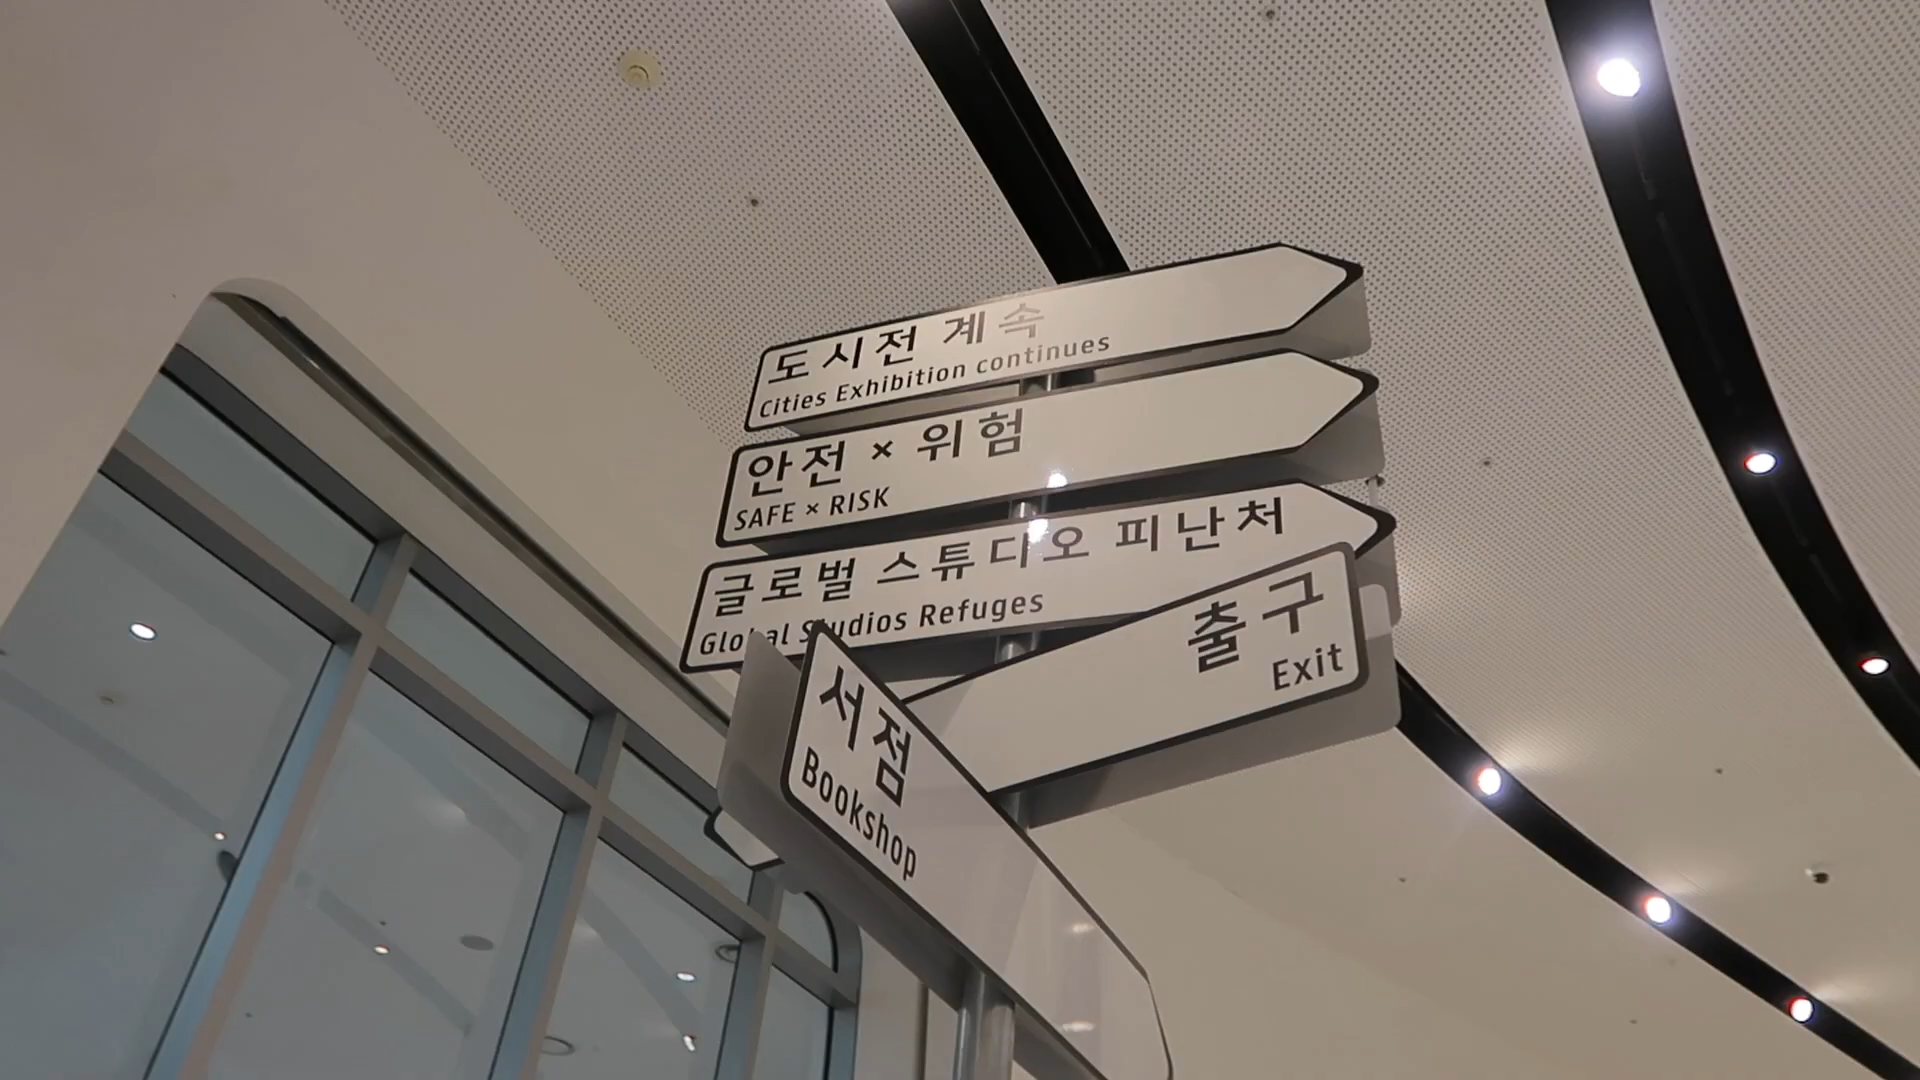 도시전 계속
Cities Exhibition continues
안전 × 위험
SAFE × RISK
글로벌 스튜디오 피난처
Global Studios Refuges
출구
Exit
서점
Bookshop